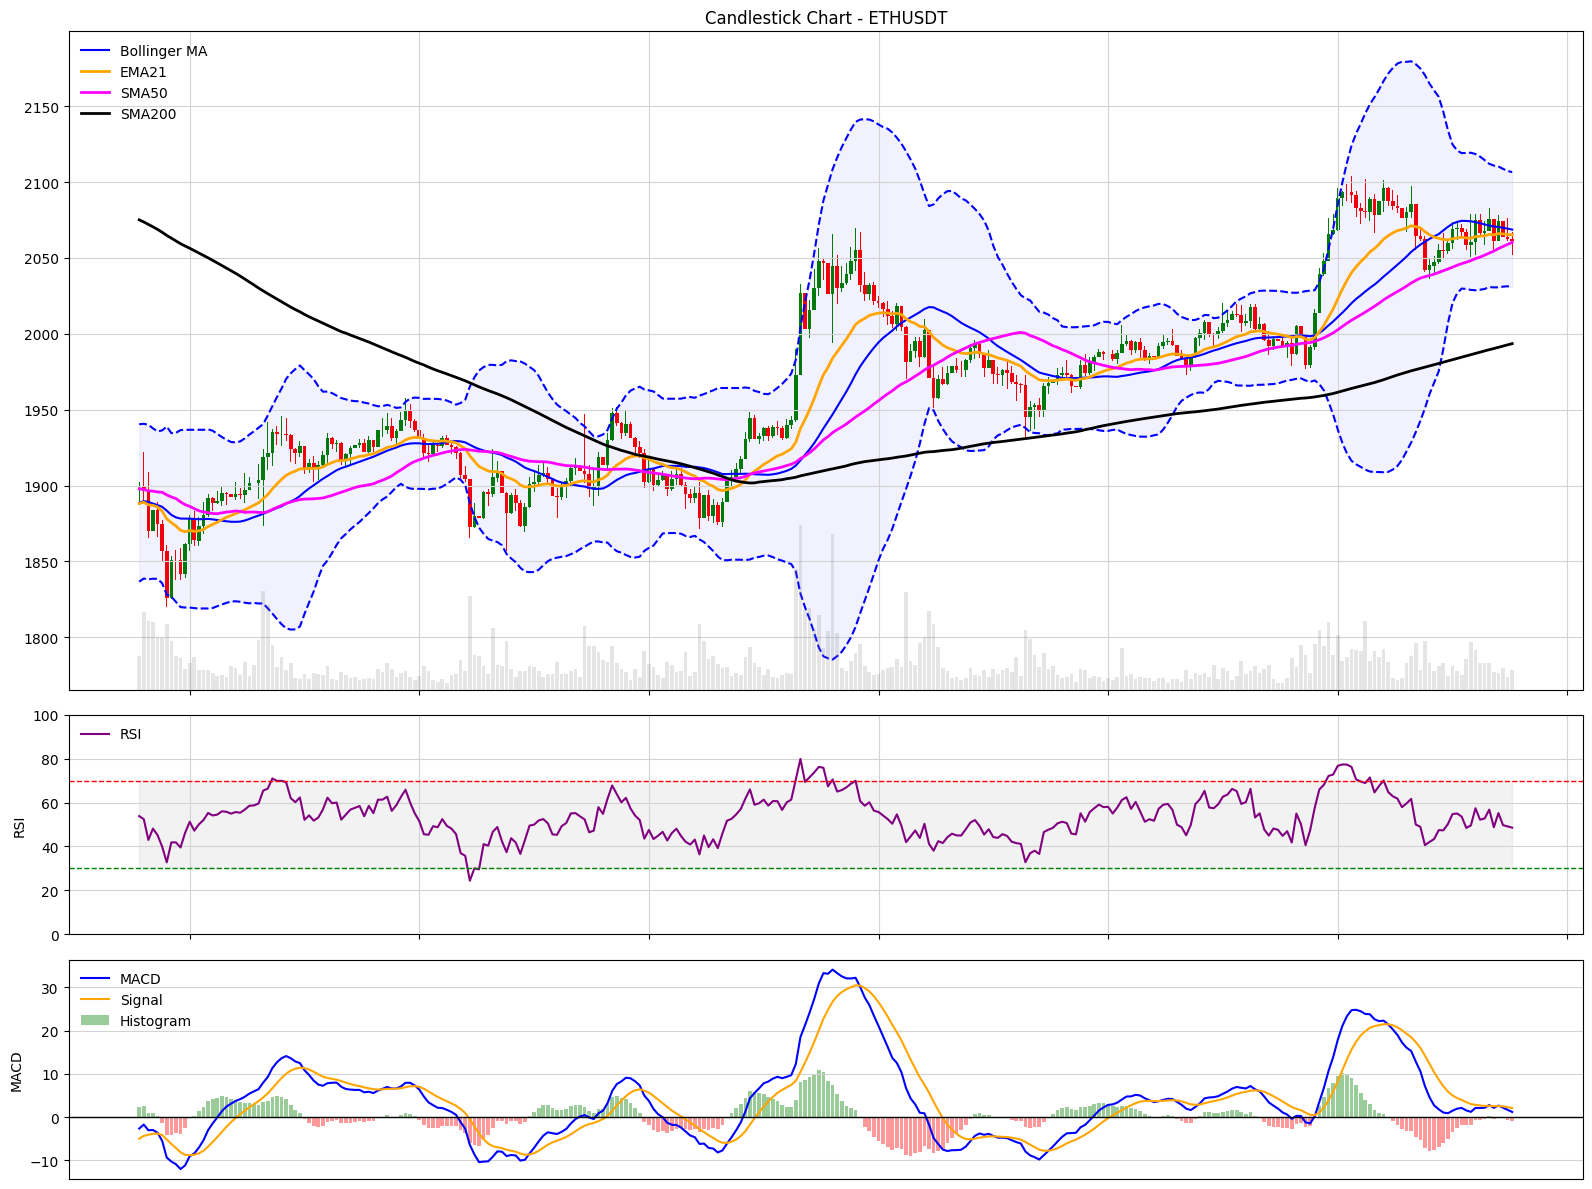 Candlestick Chart - ETHUSDT
Bollinger MA
EMA21
SMA50
SMA200
2150
2100
2050
2000
1950
1900
1850
1800
RSI
100
80
60
40
20
0
RSI
MACD
Signal
Histogram
30
20
10
0
−10
MACD